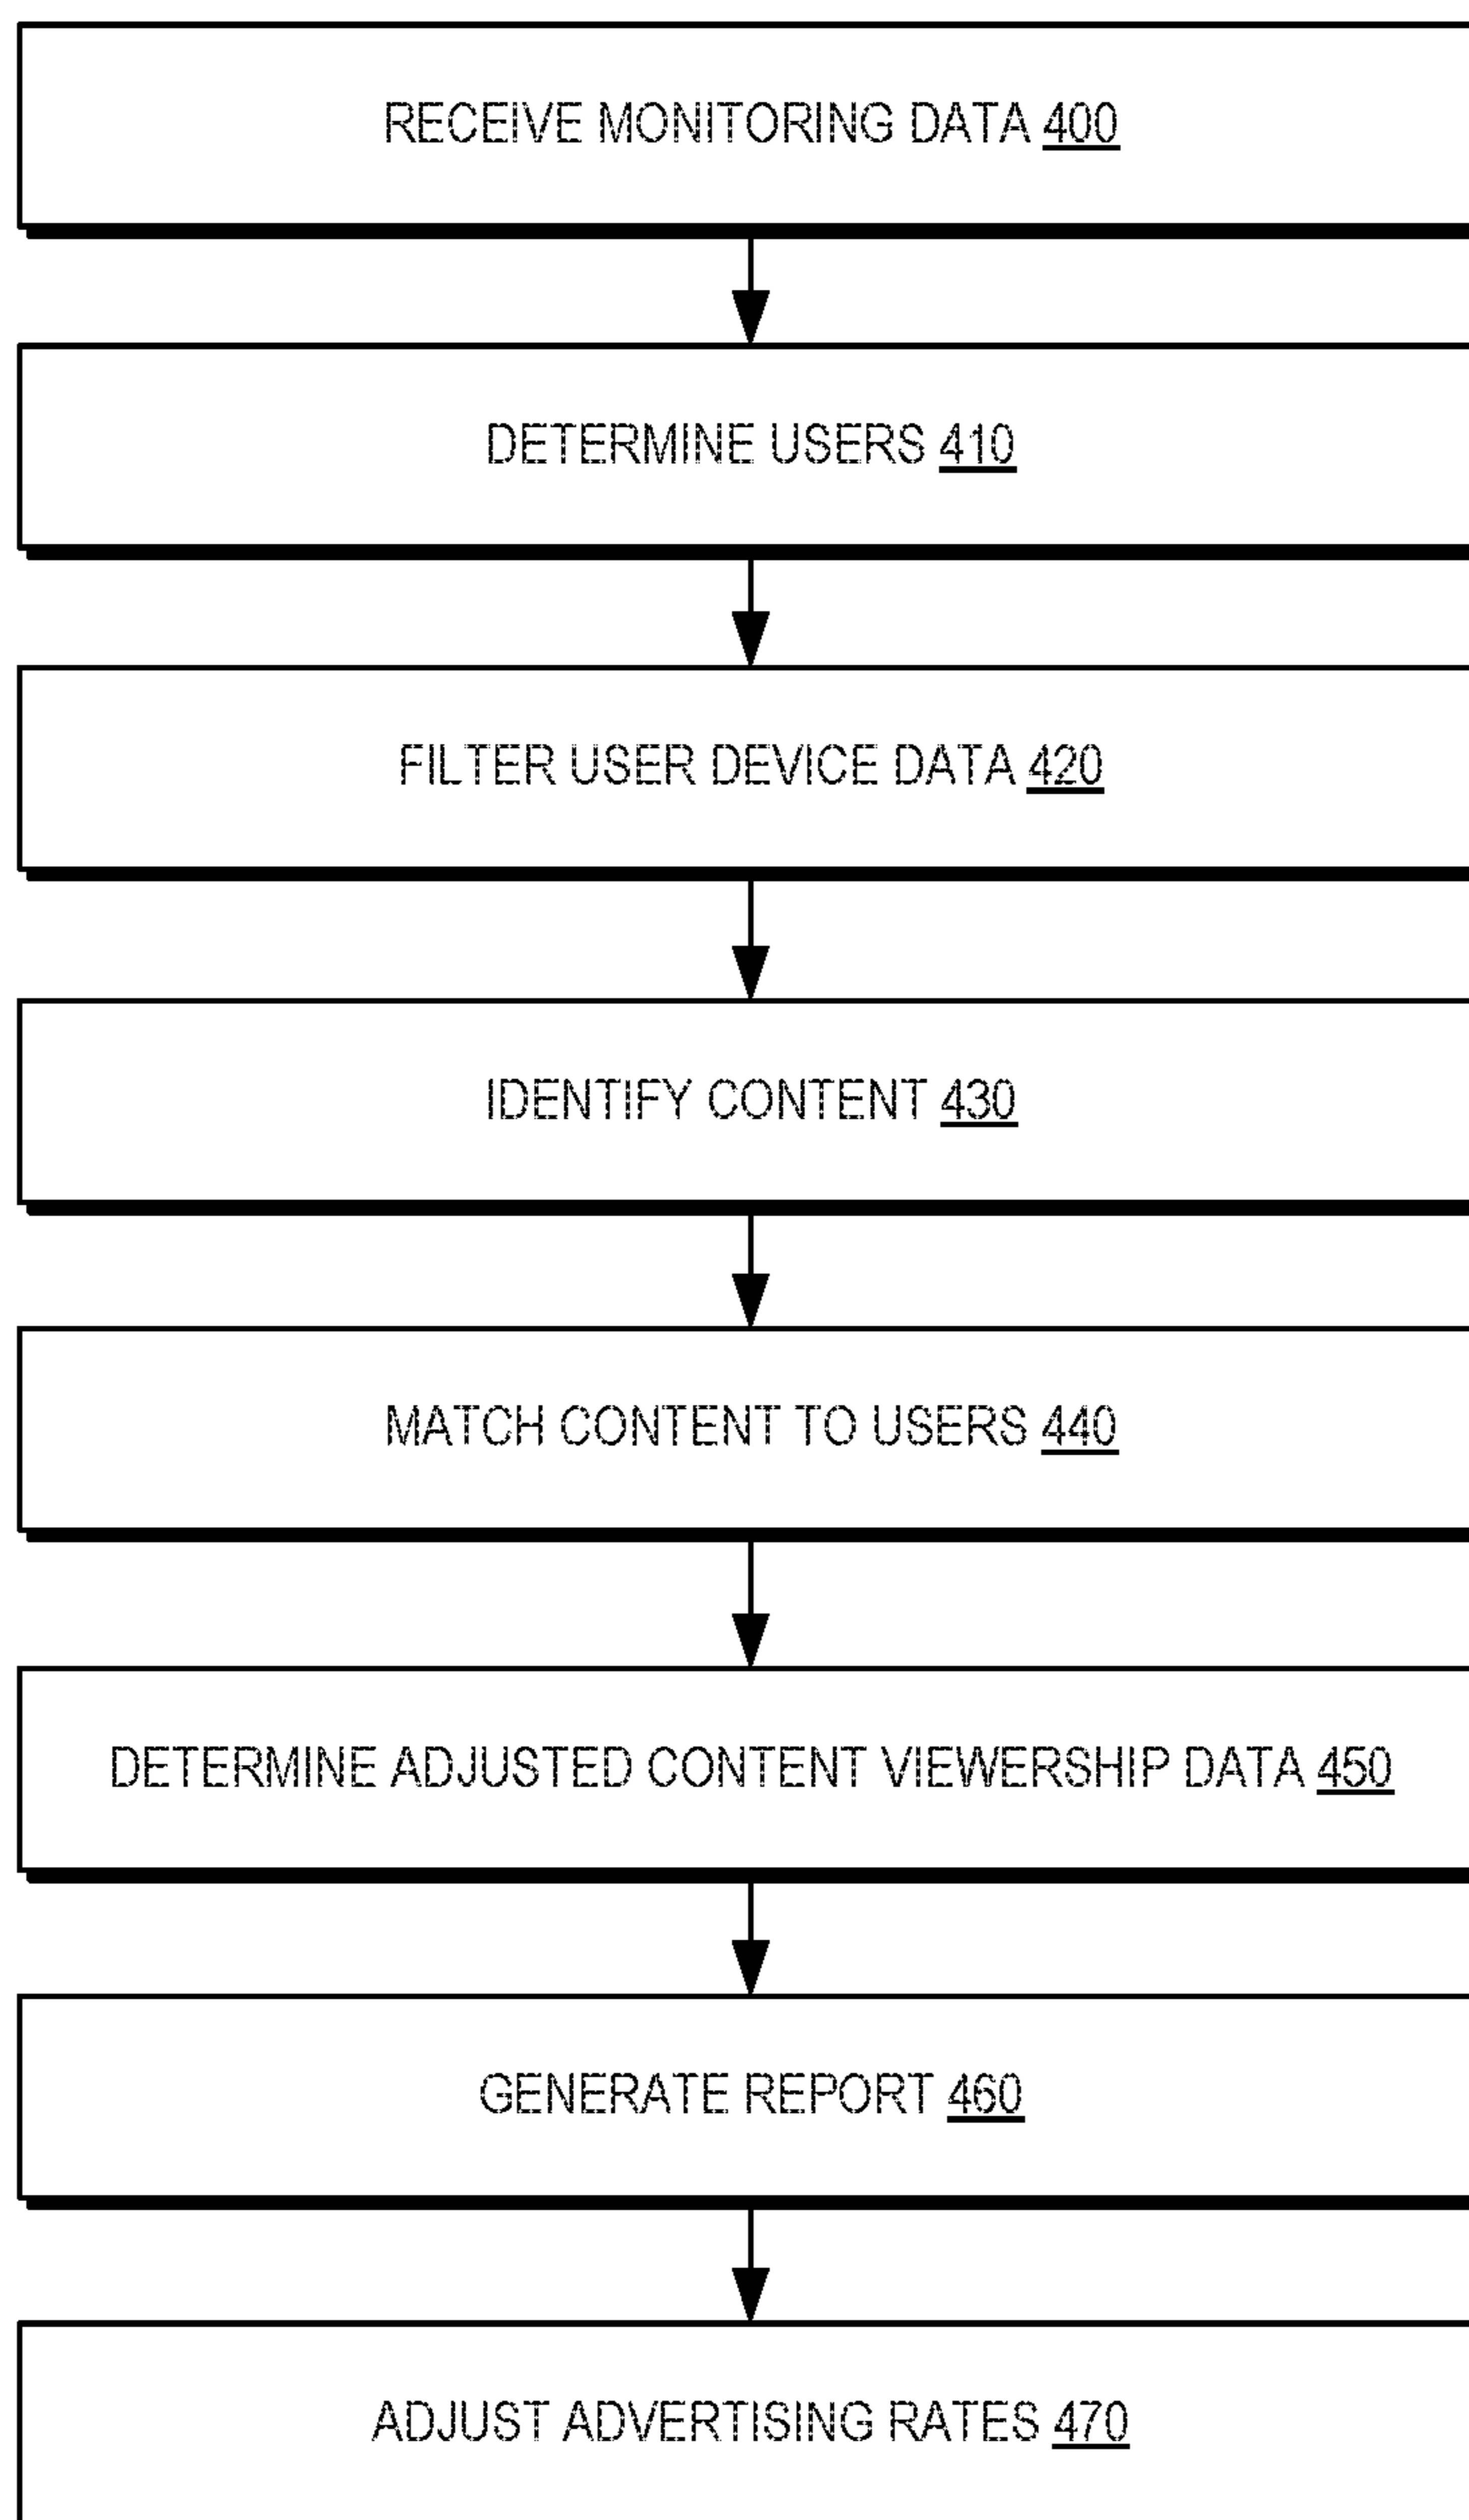 RECEIVE MONITORING DATA 400
DETERMINE USERS 410
FILTER USER DEVICE DATA 420
IDENTIFY CONTENT 430
MATCH CONTENT TO USERS 440
DETERMINE ADJUSTED CONTENT VIEWERSHIP DATA 450
GENERATE REPORT 460
ADJUST ADVERTISING RATES 470